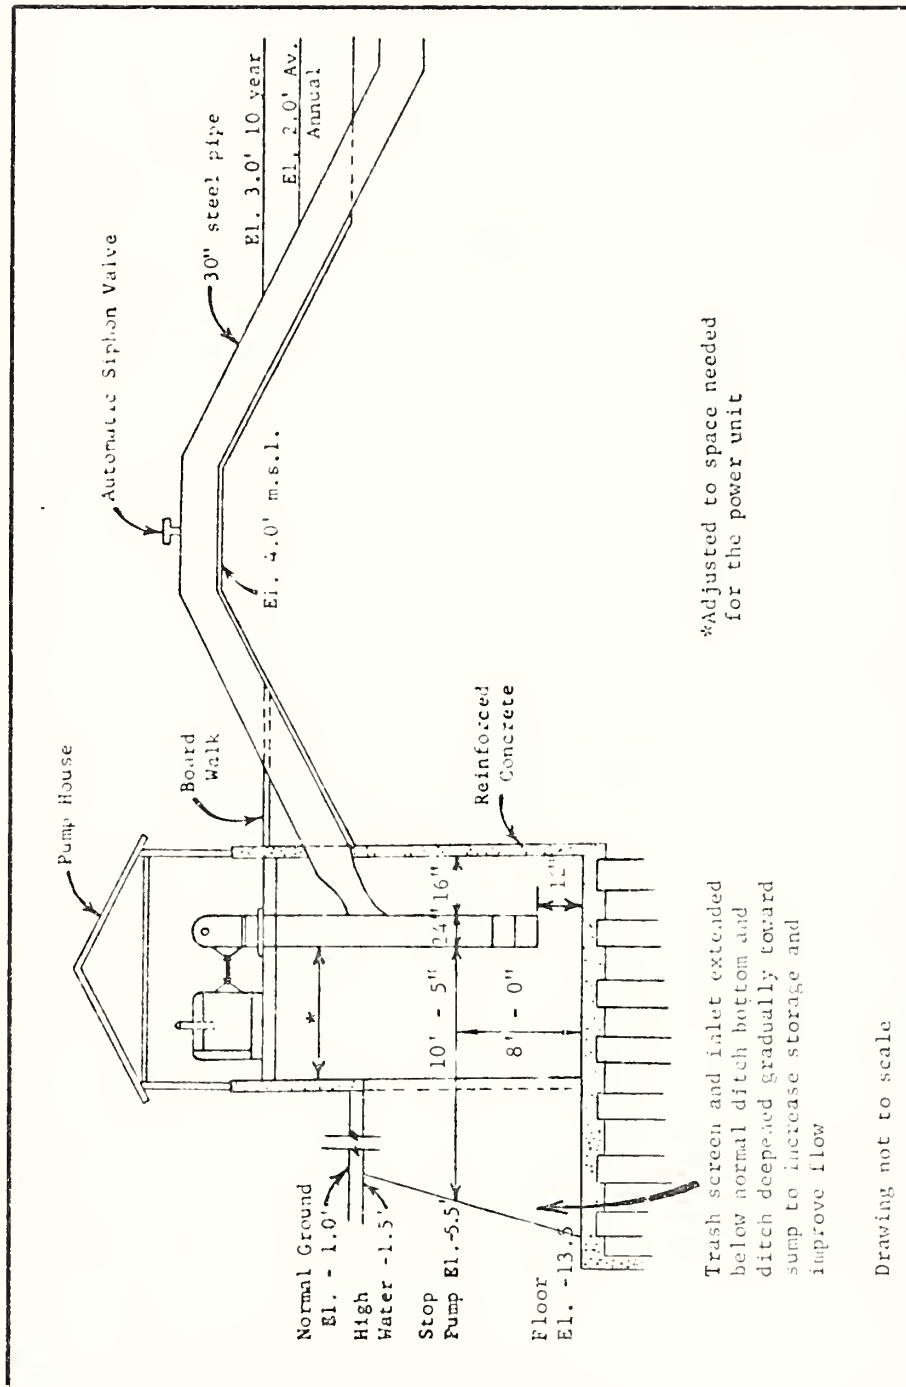 Pump House
Automatic Siphon Valve
30" steel pipe
El. 3.0' 10 year
El. 2.0' Av.
Annual
Board
Walk
El. 4.0' m.s.l.
Normal Ground
El. - 1.0'
High
Water -1.5'
Stop
Pump El.-5.5'
Floor
El. -13.5
*
10' - 5"
24"
16"
8' - 0"
12"
Reinforced
Concrete
*Adjusted to space needed
for the power unit
Trash screen and inlet extended
below normal ditch bottom and
ditch deepened gradually toward
sump to increase storage and
improve flow
Drawing not to scale